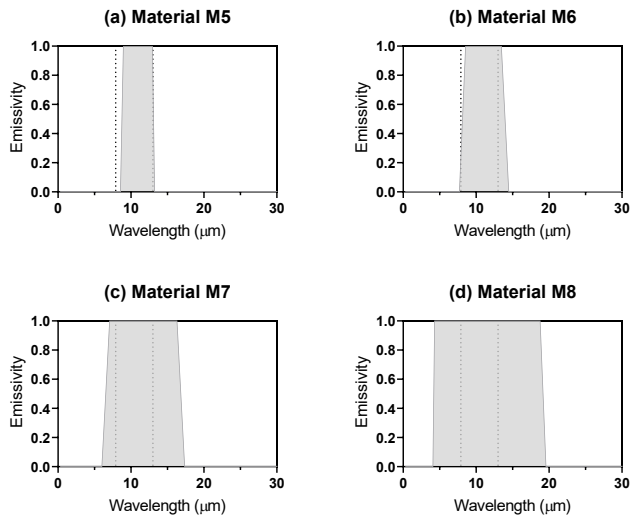 (a) Material M5
1.0
0.8
0.6
0.4
0.2
0.0
Emissivity
0 10 20 30
Wavelength (μm)
(b) Material M6
1.0
0.8
0.6
0.4
0.2
0.0
Emissivity
0 10 20 30
Wavelength (μm)
(c) Material M7
1.0
0.8
0.6
0.4
0.2
0.0
Emissivity
0 10 20 30
Wavelength (μm)
(d) Material M8
1.0
0.8
0.6
0.4
0.2
0.0
Emissivity
0 10 20 30
Wavelength (μm)